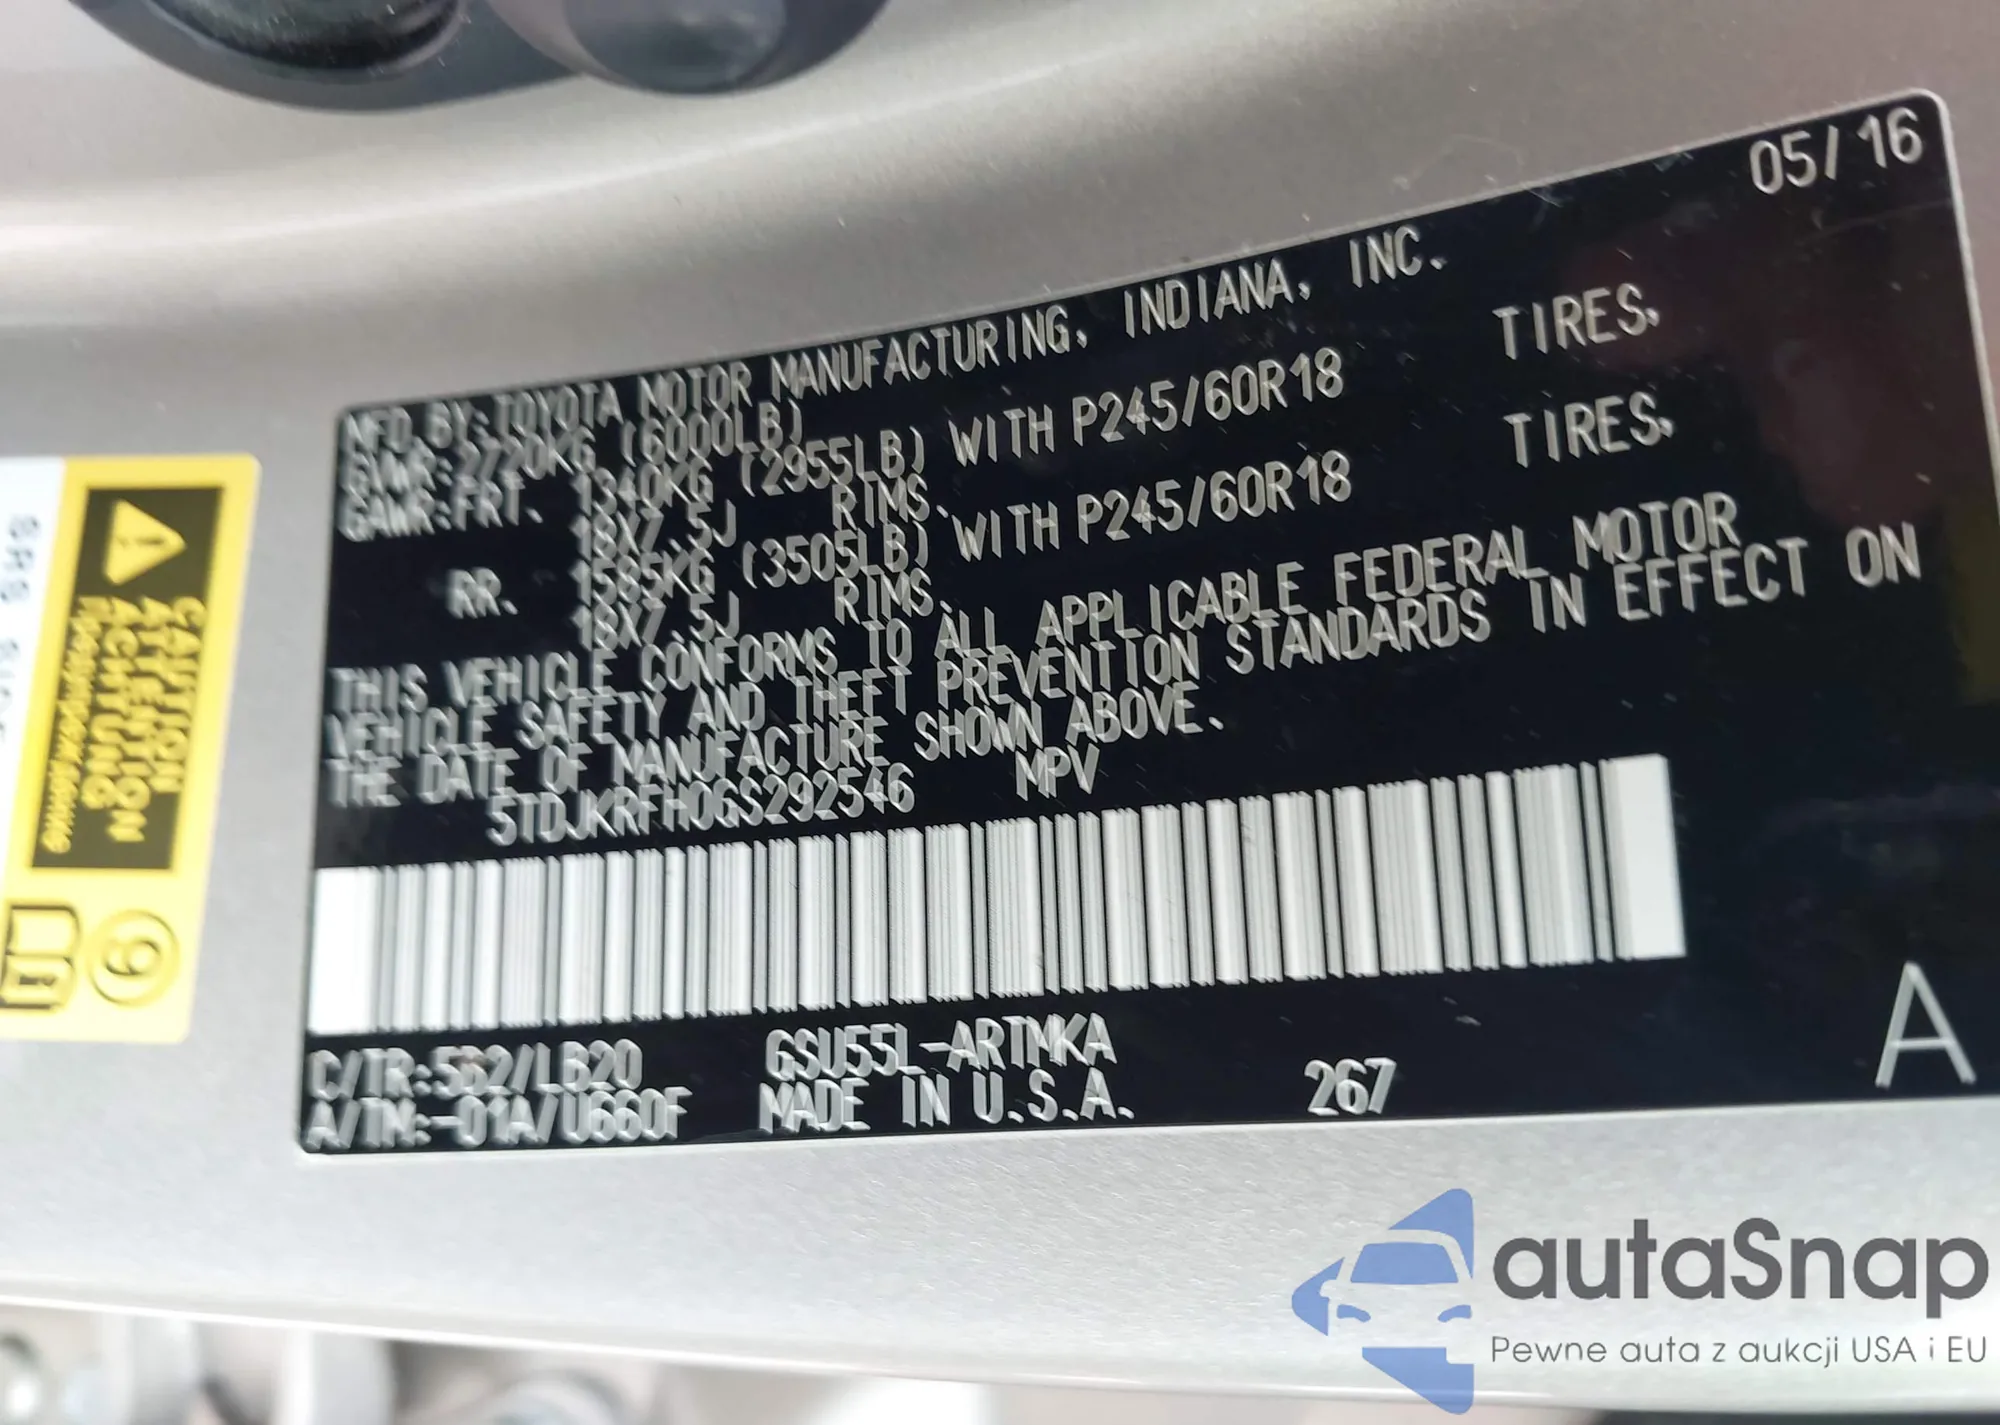 05/16
MFD.BY:TOYOTA MOTOR MANUFACTURING, INDIANA, INC.
GVWR:2720KG (6000LB)
GAWR:FRT. 1340KG (2955LB) WITH P245/60R18 TIRES,
18X7.5J RIMS.
RR. 1585KG (3505LB) WITH P245/60R18 TIRES,
18X7.5J RIMS.
THIS VEHICLE CONFORMS TO ALL APPLICABLE FEDERAL MOTOR
VEHICLE SAFETY AND THEFT PREVENTION STANDARDS IN EFFECT ON
THE DATE OF MANUFACTURE SHOWN ABOVE.
5TDJKRFH0GS292546 MPV
C/TR:5B2/LB20 GSU55L-ARTMKA
A/TM:-01A/U660F MADE IN U.S.A. 267
A
CAUTION
ATTENTION
ACHTUNG
9
autaSnap
Pewne auta z aukcji USA i EU